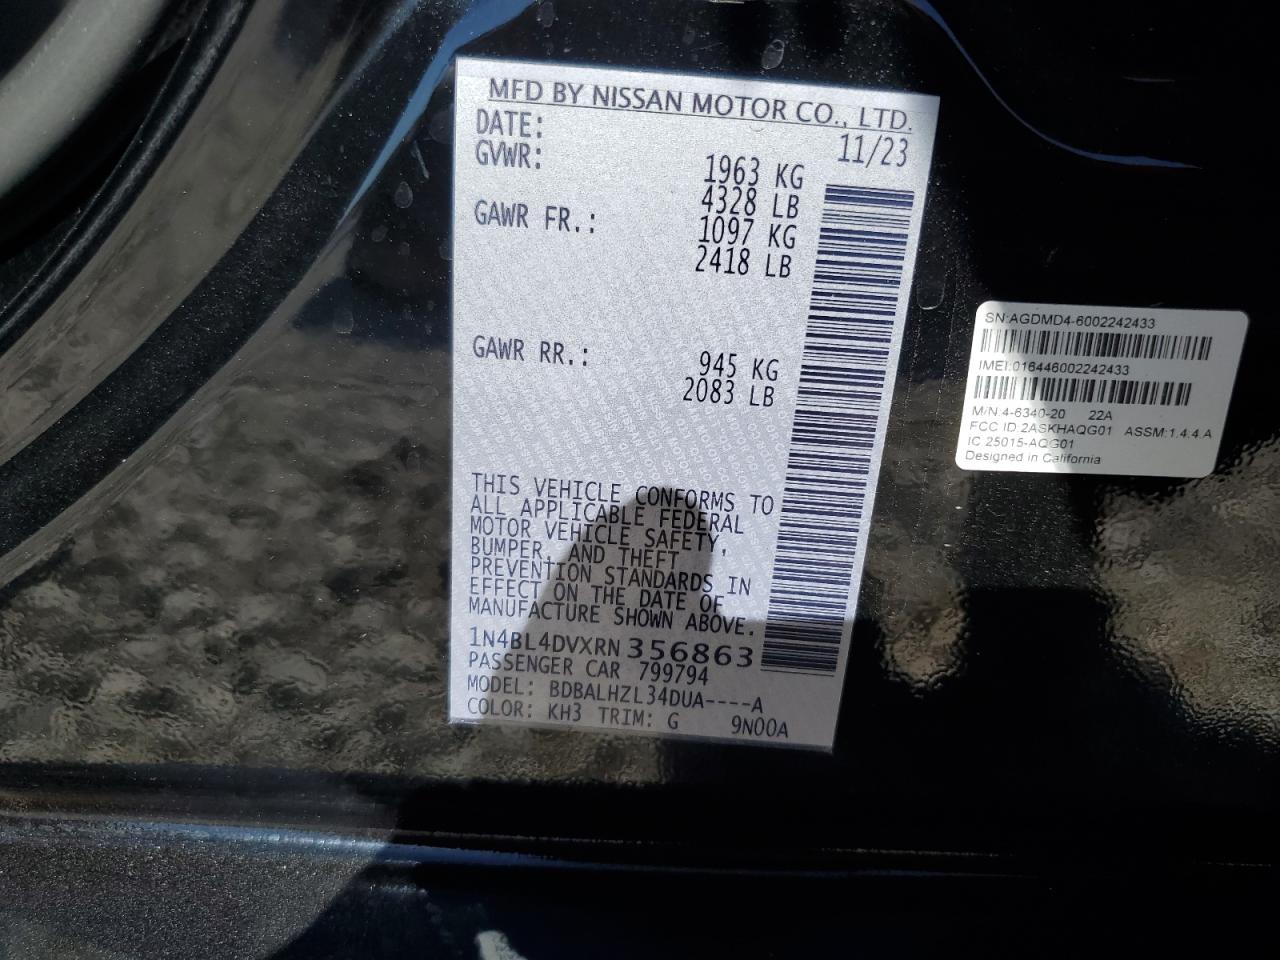 MFD BY NISSAN MOTOR CO., LTD.
DATE: 11/23
GVWR: 1963 KG
4328 LB
GAWR FR.: 1097 KG
2418 LB
GAWR RR.: 945 KG
2083 LB
THIS VEHICLE CONFORMS TO
ALL APPLICABLE FEDERAL
MOTOR VEHICLE SAFETY,
BUMPER, AND THEFT
PREVENTION STANDARDS IN
EFFECT ON THE DATE OF
MANUFACTURE SHOWN ABOVE.
1N4BL4DVXRN356863
PASSENGER CAR 799794
MODEL: BDBALHZL34DUA----A
COLOR: KH3 TRIM: G 9N00A
SN:AGDMD4-6002242433
IMEI:016446002242433
M/N:4-6340-20 22A
FCC ID:2ASKHAQG01 ASSM:1.4.4.A
IC:25015-AQG01
Designed in California